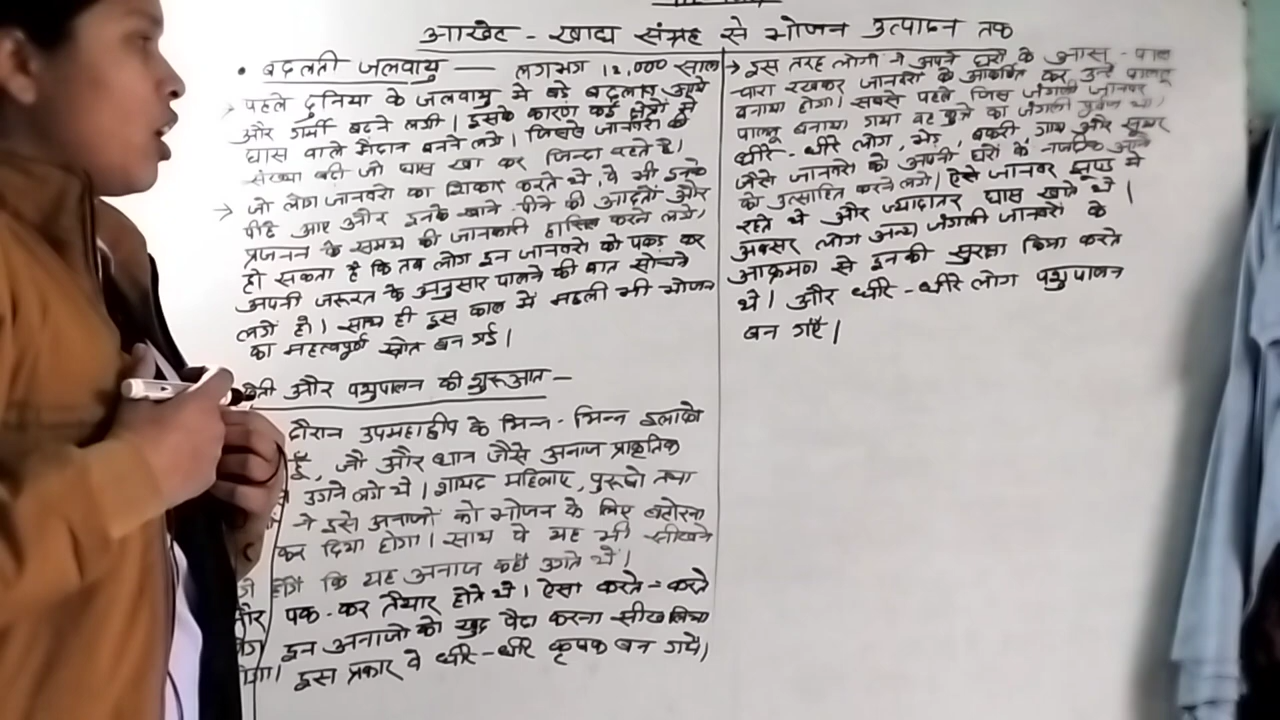 आखेट - खाद्य संग्रह से भोजन उत्पादन तक
• बदलती जलवायु — लगभग 12,000 साल
→ पहले दुनिया के जलवायु में बड़े बदलाव आये
और गर्मी बढ़ने लगी। इसके कारण कई क्षेत्रों में
घास वाले मैदान बनने लगे। जिससे जानवरों की
संख्या बढ़ी जो घास खा कर जिन्दा रहते है।
→ जो लोग जानवरों का शिकार करते थे, वे भी इनके
पीछे आए और इनके खाने-पीने की आदतों और
प्रजनन के समय की जानकारी हासिल करने लगे।
हो सकता है कि तब लोग इन जानवरों को पकड़ कर
अपनी जरूरत के अनुसार पालने की बात सोचने
लगे हो। साथ ही इस काल में मछली भी भोजन
का महत्वपूर्ण स्रोत बन गई।
खेती और पशुपालन की शुरूआत —
दौरान उपमहाद्वीप के भिन्न-भिन्न इलाको
जौ और धान जैसे अनाज प्राकृतिक
उगने लगे थे। शायद महिलाए, पुरूषो तथा
ने इसे अनाजों को भोजन के लिए बटोरना
कर दिया होगा। साथ वे यह भी सीखने
होंगे कि यह अनाज कहाँ उगते थे।
और पक-कर तैयार होते थे। ऐसा करते-करते
इन अनाजो को खुद पैदा करना सीख लिया
होगा। इस प्रकार वे धीरे-धीरे कृषक बन गये।
→ इस तरह लोगों ने अपने घरों के आस-पास
चारा रखकर जानवरों को आकर्षित कर उन्हें पालतू
बनाया होगा। सबसे पहले जिस जंगली जानवर
पालतू बनाया गया वह कुत्ते का जंगली पूर्वज था।
धीरे-धीरे लोग, भेड़, बकरी, गाय और सूअर
जैसे जानवरों को अपनी घरों के नजदीक आने
को उत्साहित करने लगे। ऐसे जानवर झुण्ड में
रहते थे और ज्यादातर घास खाते थे।
अक्सर लोग अन्य जंगली जानवरों के
आक्रमण से इनकी सुरक्षा किया करते
थे। और धीरे-धीरे लोग पशुपालन
बन गएँ।